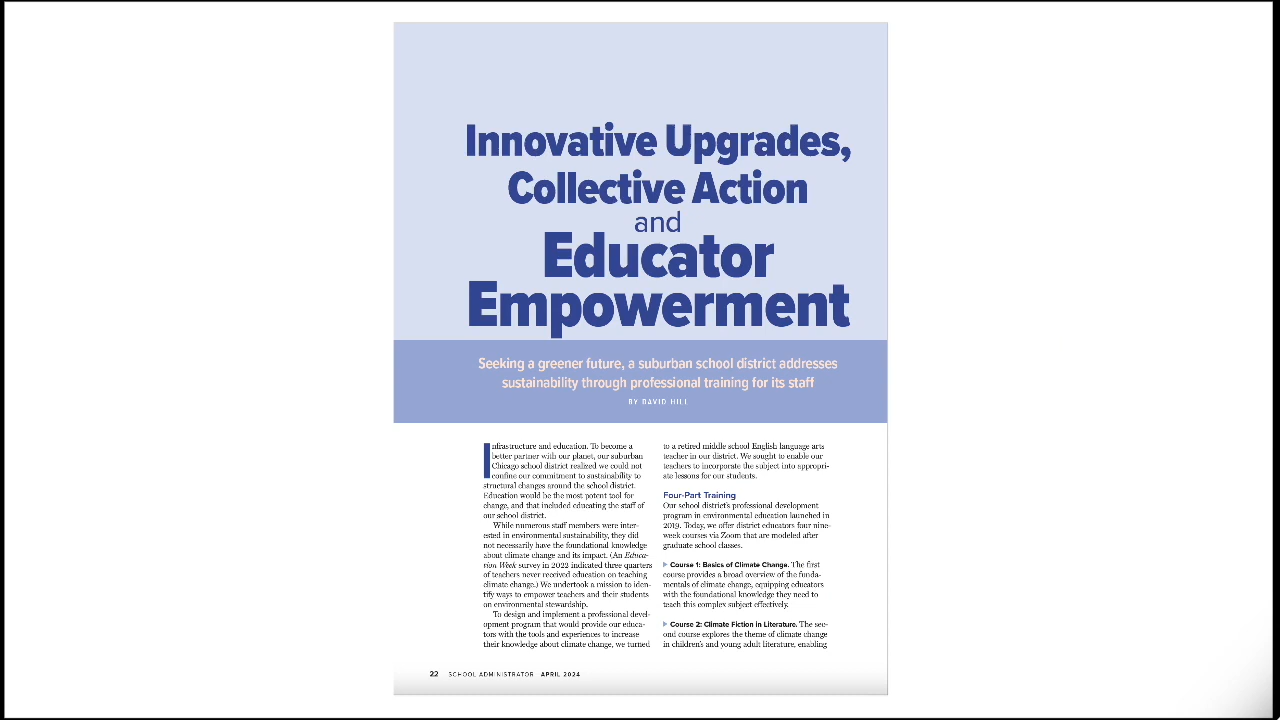 Innovative Upgrades,
Collective Action
and
Educator
Empowerment
Seeking a greener future, a suburban school district addresses
sustainability through professional training for its staff
BY DAVID HILL
Infrastructure and education. To become a
better partner with our planet, our suburban
Chicago school district realized we could not
confine our commitment to sustainability to
structural changes around the school district.
Education would be the most potent tool for
change, and that included educating the staff of
our school district.
While numerous staff members were inter-
ested in environmental sustainability, they did
not necessarily have the foundational knowledge
about climate change and its impact. (An Educa-
tion Week survey in 2022 indicated three quarters
of teachers never received education on teaching
climate change.) We undertook a mission to iden-
tify ways to empower teachers and their students
on environmental stewardship.
To design and implement a professional devel-
opment program that would provide our educa-
tors with the tools and experiences to increase
their knowledge about climate change, we turned
to a retired middle school English language arts
teacher in our district. We sought to enable our
teachers to incorporate the subject into appropri-
ate lessons for our students.
Four-Part Training
Our school district's professional development
program in environmental education launched in
2019. Today, we offer district educators four nine-
week courses via Zoom that are modeled after
graduate school classes.
Course 1: Basics of Climate Change. The first
course provides a broad overview of the funda-
mentals of climate change, equipping educators
with the foundational knowledge they need to
teach this complex subject effectively.
Course 2: Climate Fiction in Literature. The sec-
ond course explores the theme of climate change
in children's and young adult literature, enabling
22 SCHOOL ADMINISTRATOR APRIL 2024